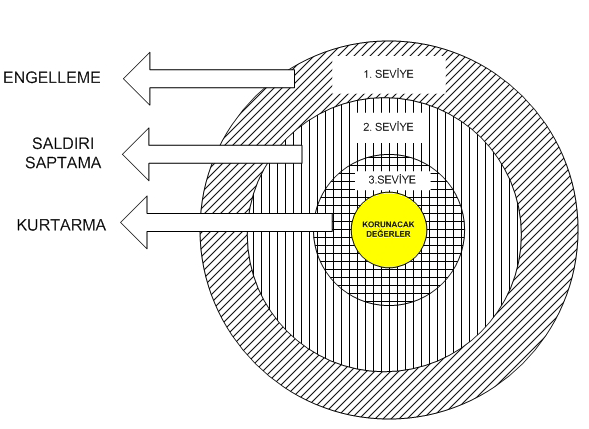 ENGELLEME
1. SEVİYE
SALDIRI
SAPTAMA
2. SEVİYE
3.SEVİYE
KURTARMA
KORUNACAK
DEĞERLER